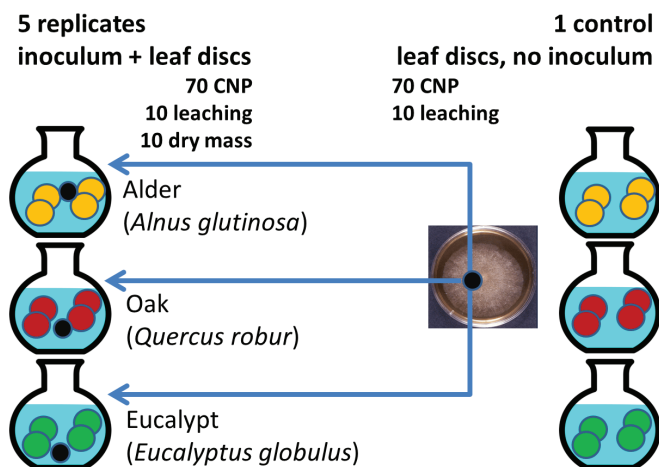 5 replicates
inoculum + leaf discs
70 CNP
10 leaching
10 dry mass
1 control
leaf discs, no inoculum
70 CNP
10 leaching
Alder
(Alnus glutinosa)
Oak
(Quercus robur)
Eucalypt
(Eucalyptus globulus)